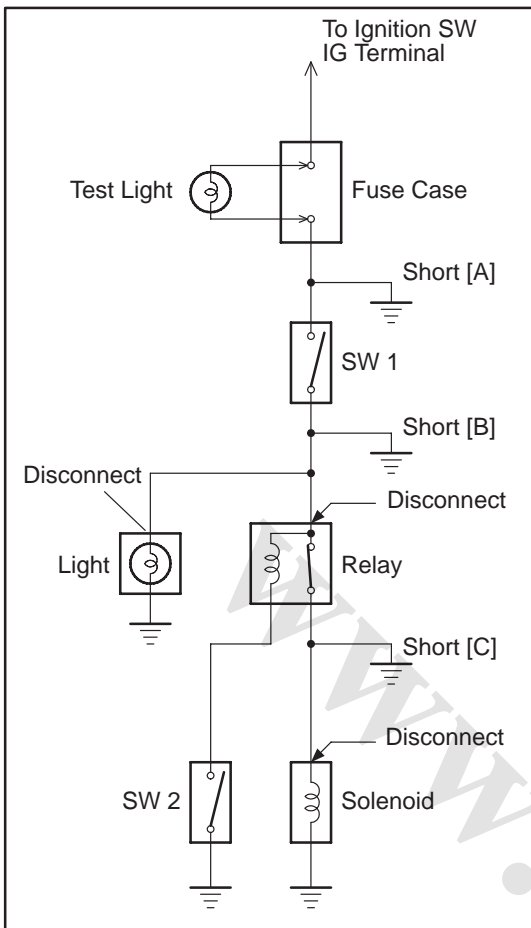 To Ignition SW
IG Terminal
Test Light
Fuse Case
Short [A]
SW 1
Short [B]
Disconnect
Disconnect
Light
Relay
Short [C]
Disconnect
SW 2
Solenoid
www.